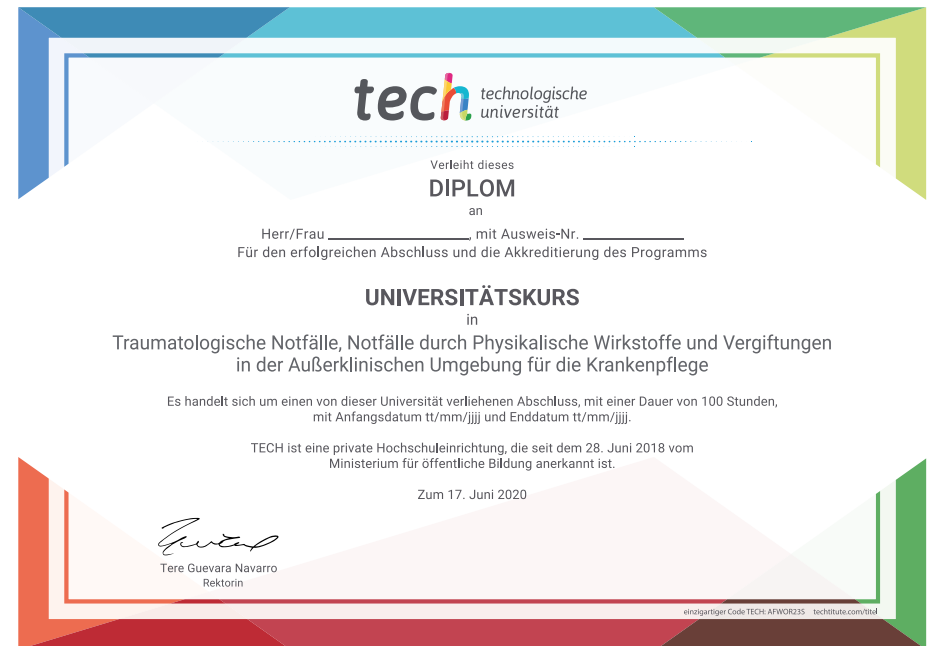 tech technologische
universität
Verleiht dieses
DIPLOM
an
Herr/Frau ____________________, mit Ausweis-Nr. ______________
Für den erfolgreichen Abschluss und die Akkreditierung des Programms
UNIVERSITÄTSKURS
in
Traumatologische Notfälle, Notfälle durch Physikalische Wirkstoffe und Vergiftungen
in der Außerklinischen Umgebung für die Krankenpflege
Es handelt sich um einen von dieser Universität verliehenen Abschluss, mit einer Dauer von 100 Stunden,
mit Anfangsdatum tt/mm/jjjj und Enddatum tt/mm/jjjj.
TECH ist eine private Hochschuleinrichtung, die seit dem 28. Juni 2018 vom
Ministerium für öffentliche Bildung anerkannt ist.
Zum 17. Juni 2020
Tere Guevara Navarro
Rektorin
einzigartiger Code TECH: AFWOR235 techtitute.com/titel